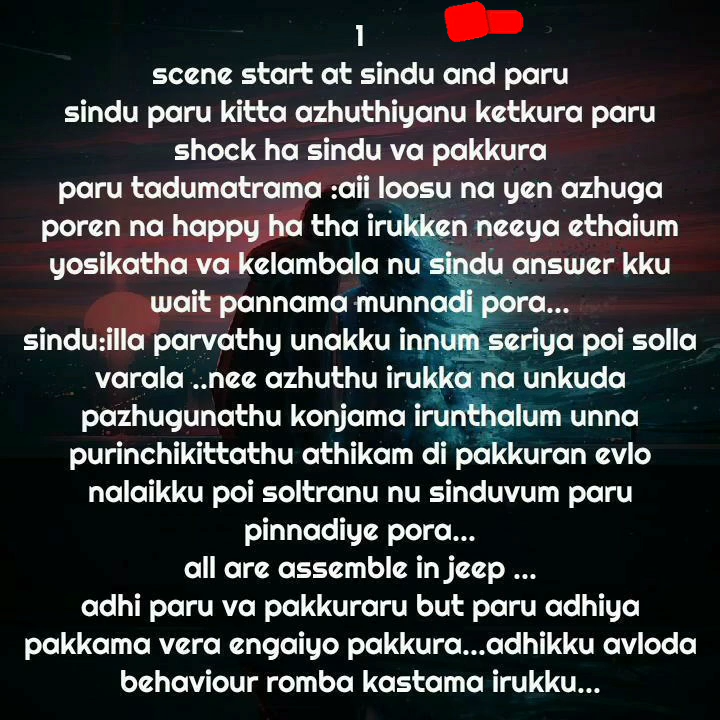 1
scene start at sindu and paru
sindu paru kitta azhuthiyanu ketkura paru
shock ha sindu va pakkura
paru tadumatrama :aii loosu na yen azhuga
poren na happy ha tha irukken neeya ethaium
yosikatha va kelambala nu sindu answer kku
wait pannama munnadi pora...
sindu:illa parvathy unakku innum seriya poi solla
varala ..nee azhuthu irukka na unkuda
pazhugunathu konjama irunthalum unna
purinchikittathu athikam di pakkuran evlo
nalaikku poi soltranu nu sinduvum paru
pinnadiye pora...
all are assemble in jeep ...
adhi paru va pakkuraru but paru adhiya
pakkama vera engaiyo pakkura...adhikku avloda
behaviour romba kastama irukku...